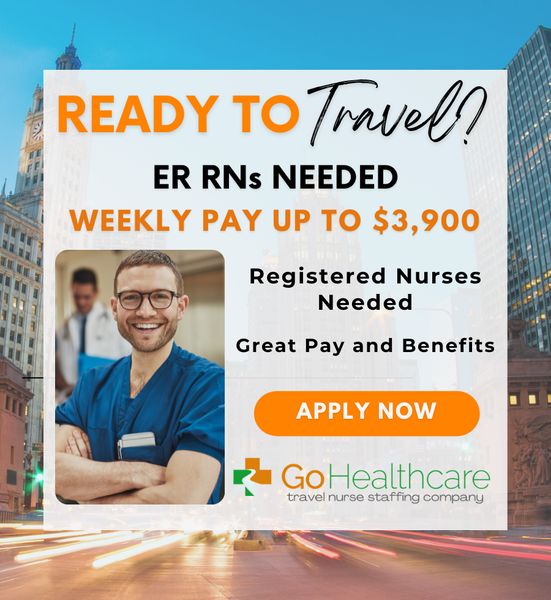 READY TO Travel?
ER RNs NEEDED
WEEKLY PAY UP TO $3,900
Registered Nurses
Needed
Great Pay and Benefits
APPLY NOW
GoHealthcare
travel nurse staffing company